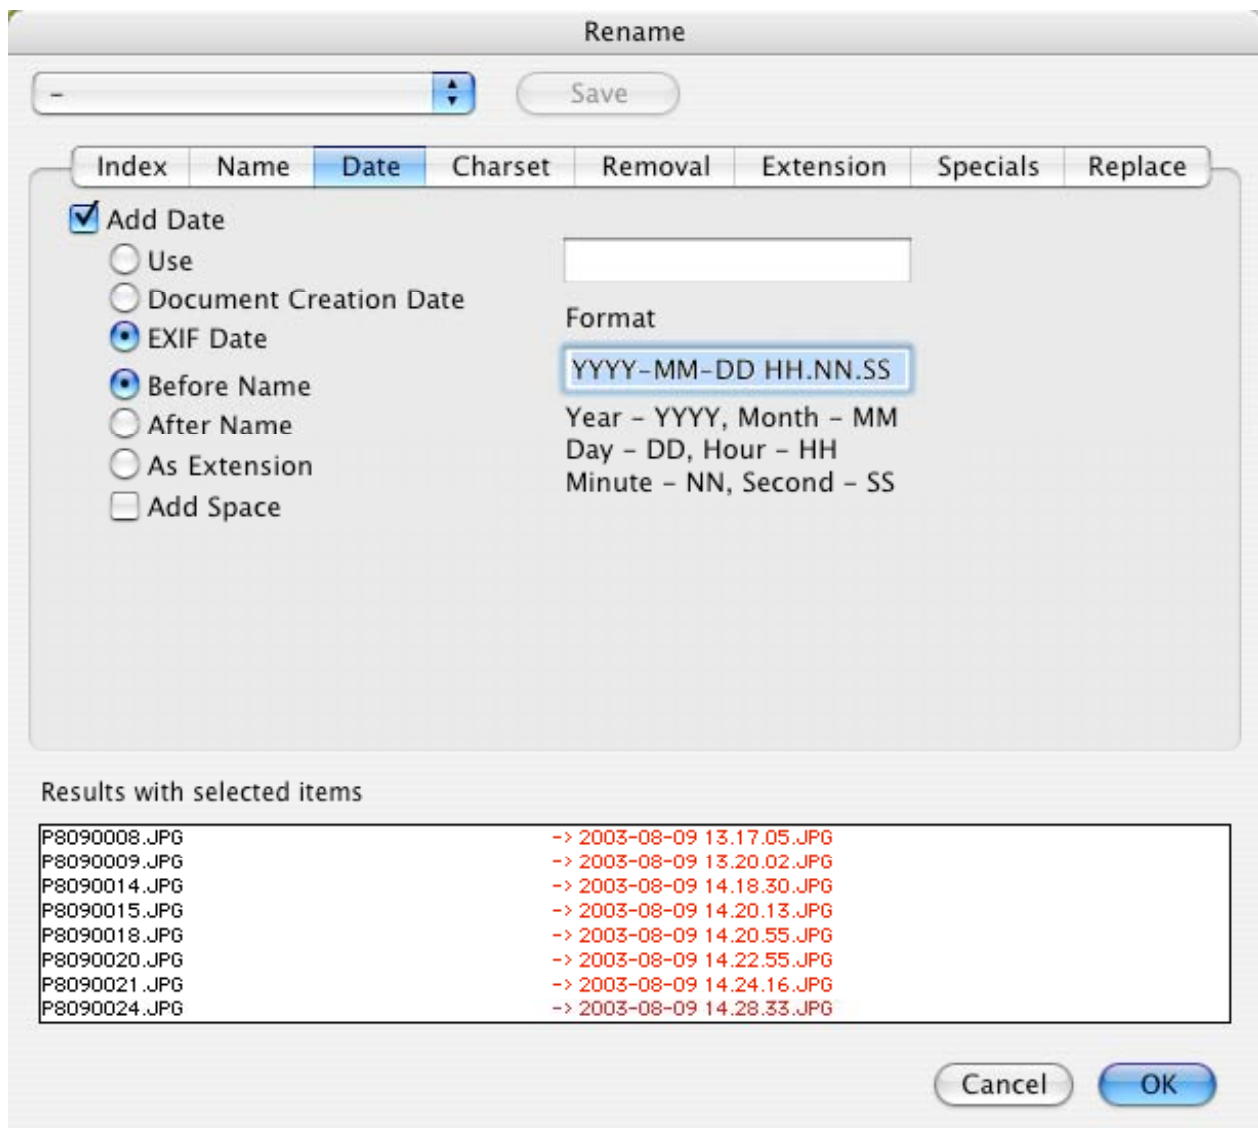 Rename
–
Save
Index Name Date Charset Removal Extension Specials Replace
Add Date
Use
Document Creation Date
EXIF Date
Before Name
After Name
As Extension
Add Space
Format
YYYY-MM-DD HH.NN.SS
Year – YYYY, Month – MM
Day – DD, Hour – HH
Minute – NN, Second – SS
Results with selected items
P8090008.JPG -> 2003-08-09 13.17.05.JPG
P8090009.JPG -> 2003-08-09 13.20.02.JPG
P8090014.JPG -> 2003-08-09 14.18.30.JPG
P8090015.JPG -> 2003-08-09 14.20.13.JPG
P8090018.JPG -> 2003-08-09 14.20.55.JPG
P8090020.JPG -> 2003-08-09 14.22.55.JPG
P8090021.JPG -> 2003-08-09 14.24.16.JPG
P8090024.JPG -> 2003-08-09 14.28.33.JPG
Cancel OK